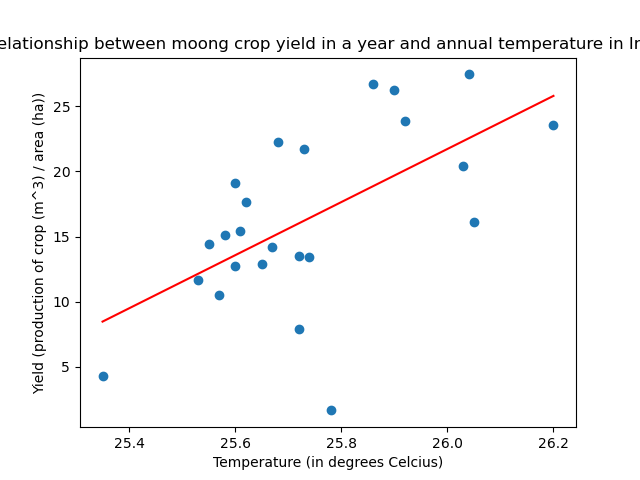 elationship between moong crop yield in a year and annual temperature in In
Yield (production of crop (m^3) / area (ha))
25
20
15
10
5
25.4 25.6 25.8 26.0 26.2
Temperature (in degrees Celcius)